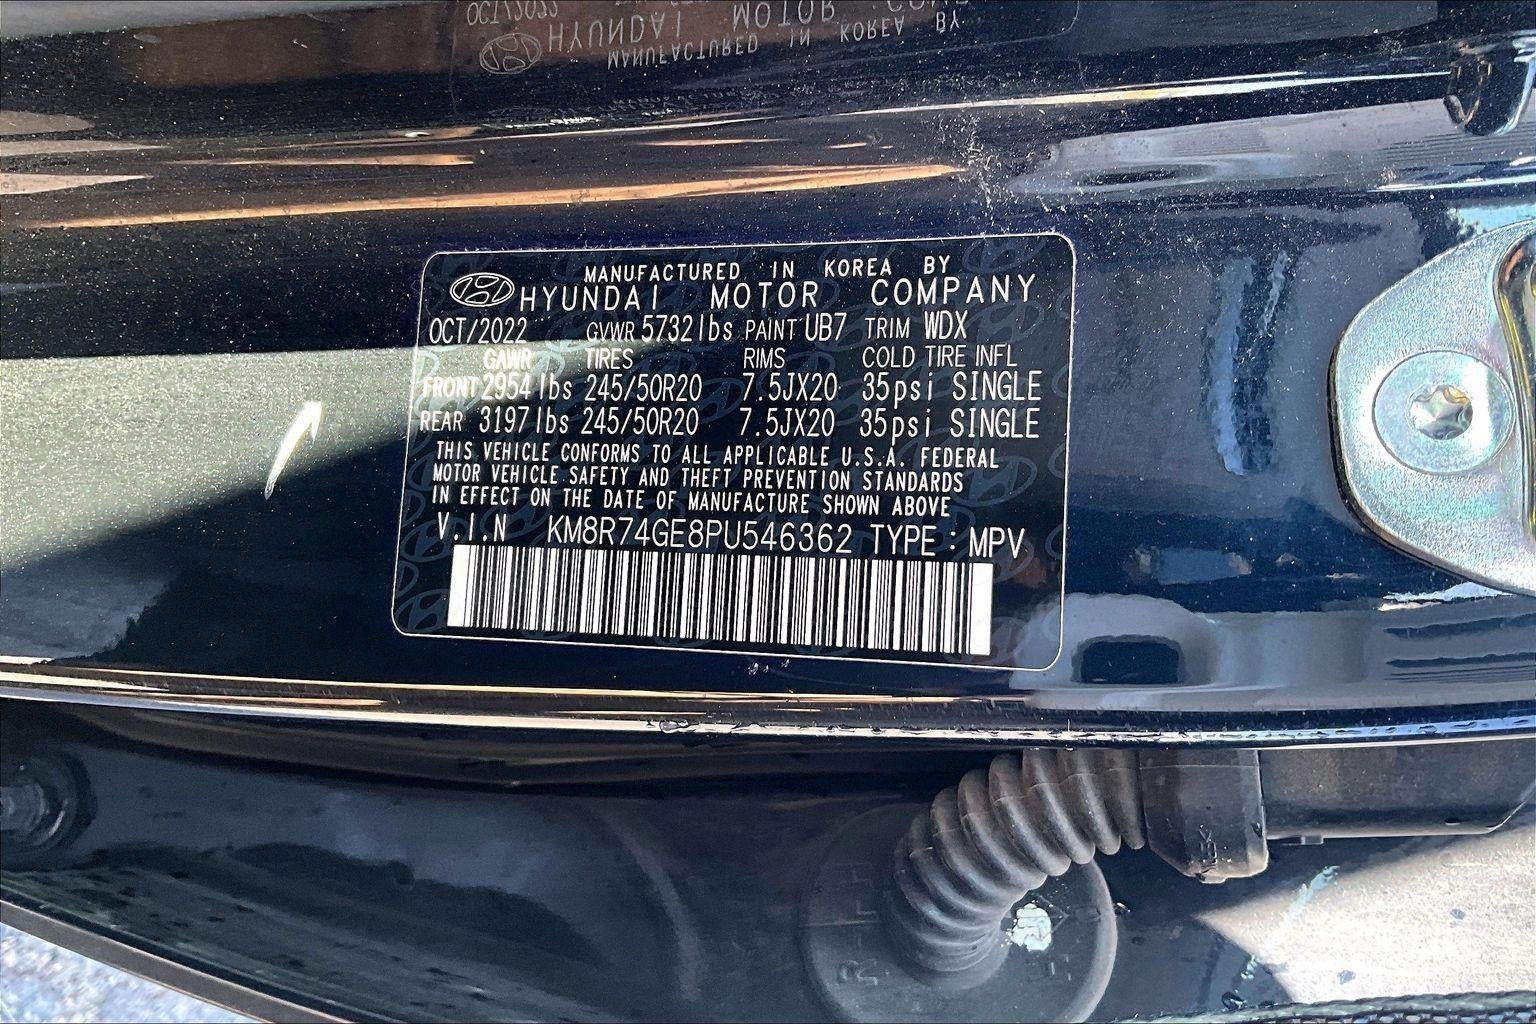 MANUFACTURED IN KOREA BY
HYUNDAI MOTOR COMPANY
OCT/2022 GVWR 5732lbs PAINT UB7 TRIM WDX
GAWR TIRES RIMS COLD TIRE INFL
FRONT 2954lbs 245/50R20 7.5JX20 35psi SINGLE
REAR 3197lbs 245/50R20 7.5JX20 35psi SINGLE
THIS VEHICLE CONFORMS TO ALL APPLICABLE U.S.A. FEDERAL
MOTOR VEHICLE SAFETY AND THEFT PREVENTION STANDARDS
IN EFFECT ON THE DATE OF MANUFACTURE SHOWN ABOVE
V.I.N KM8R74GE8PU546362 TYPE : MPV